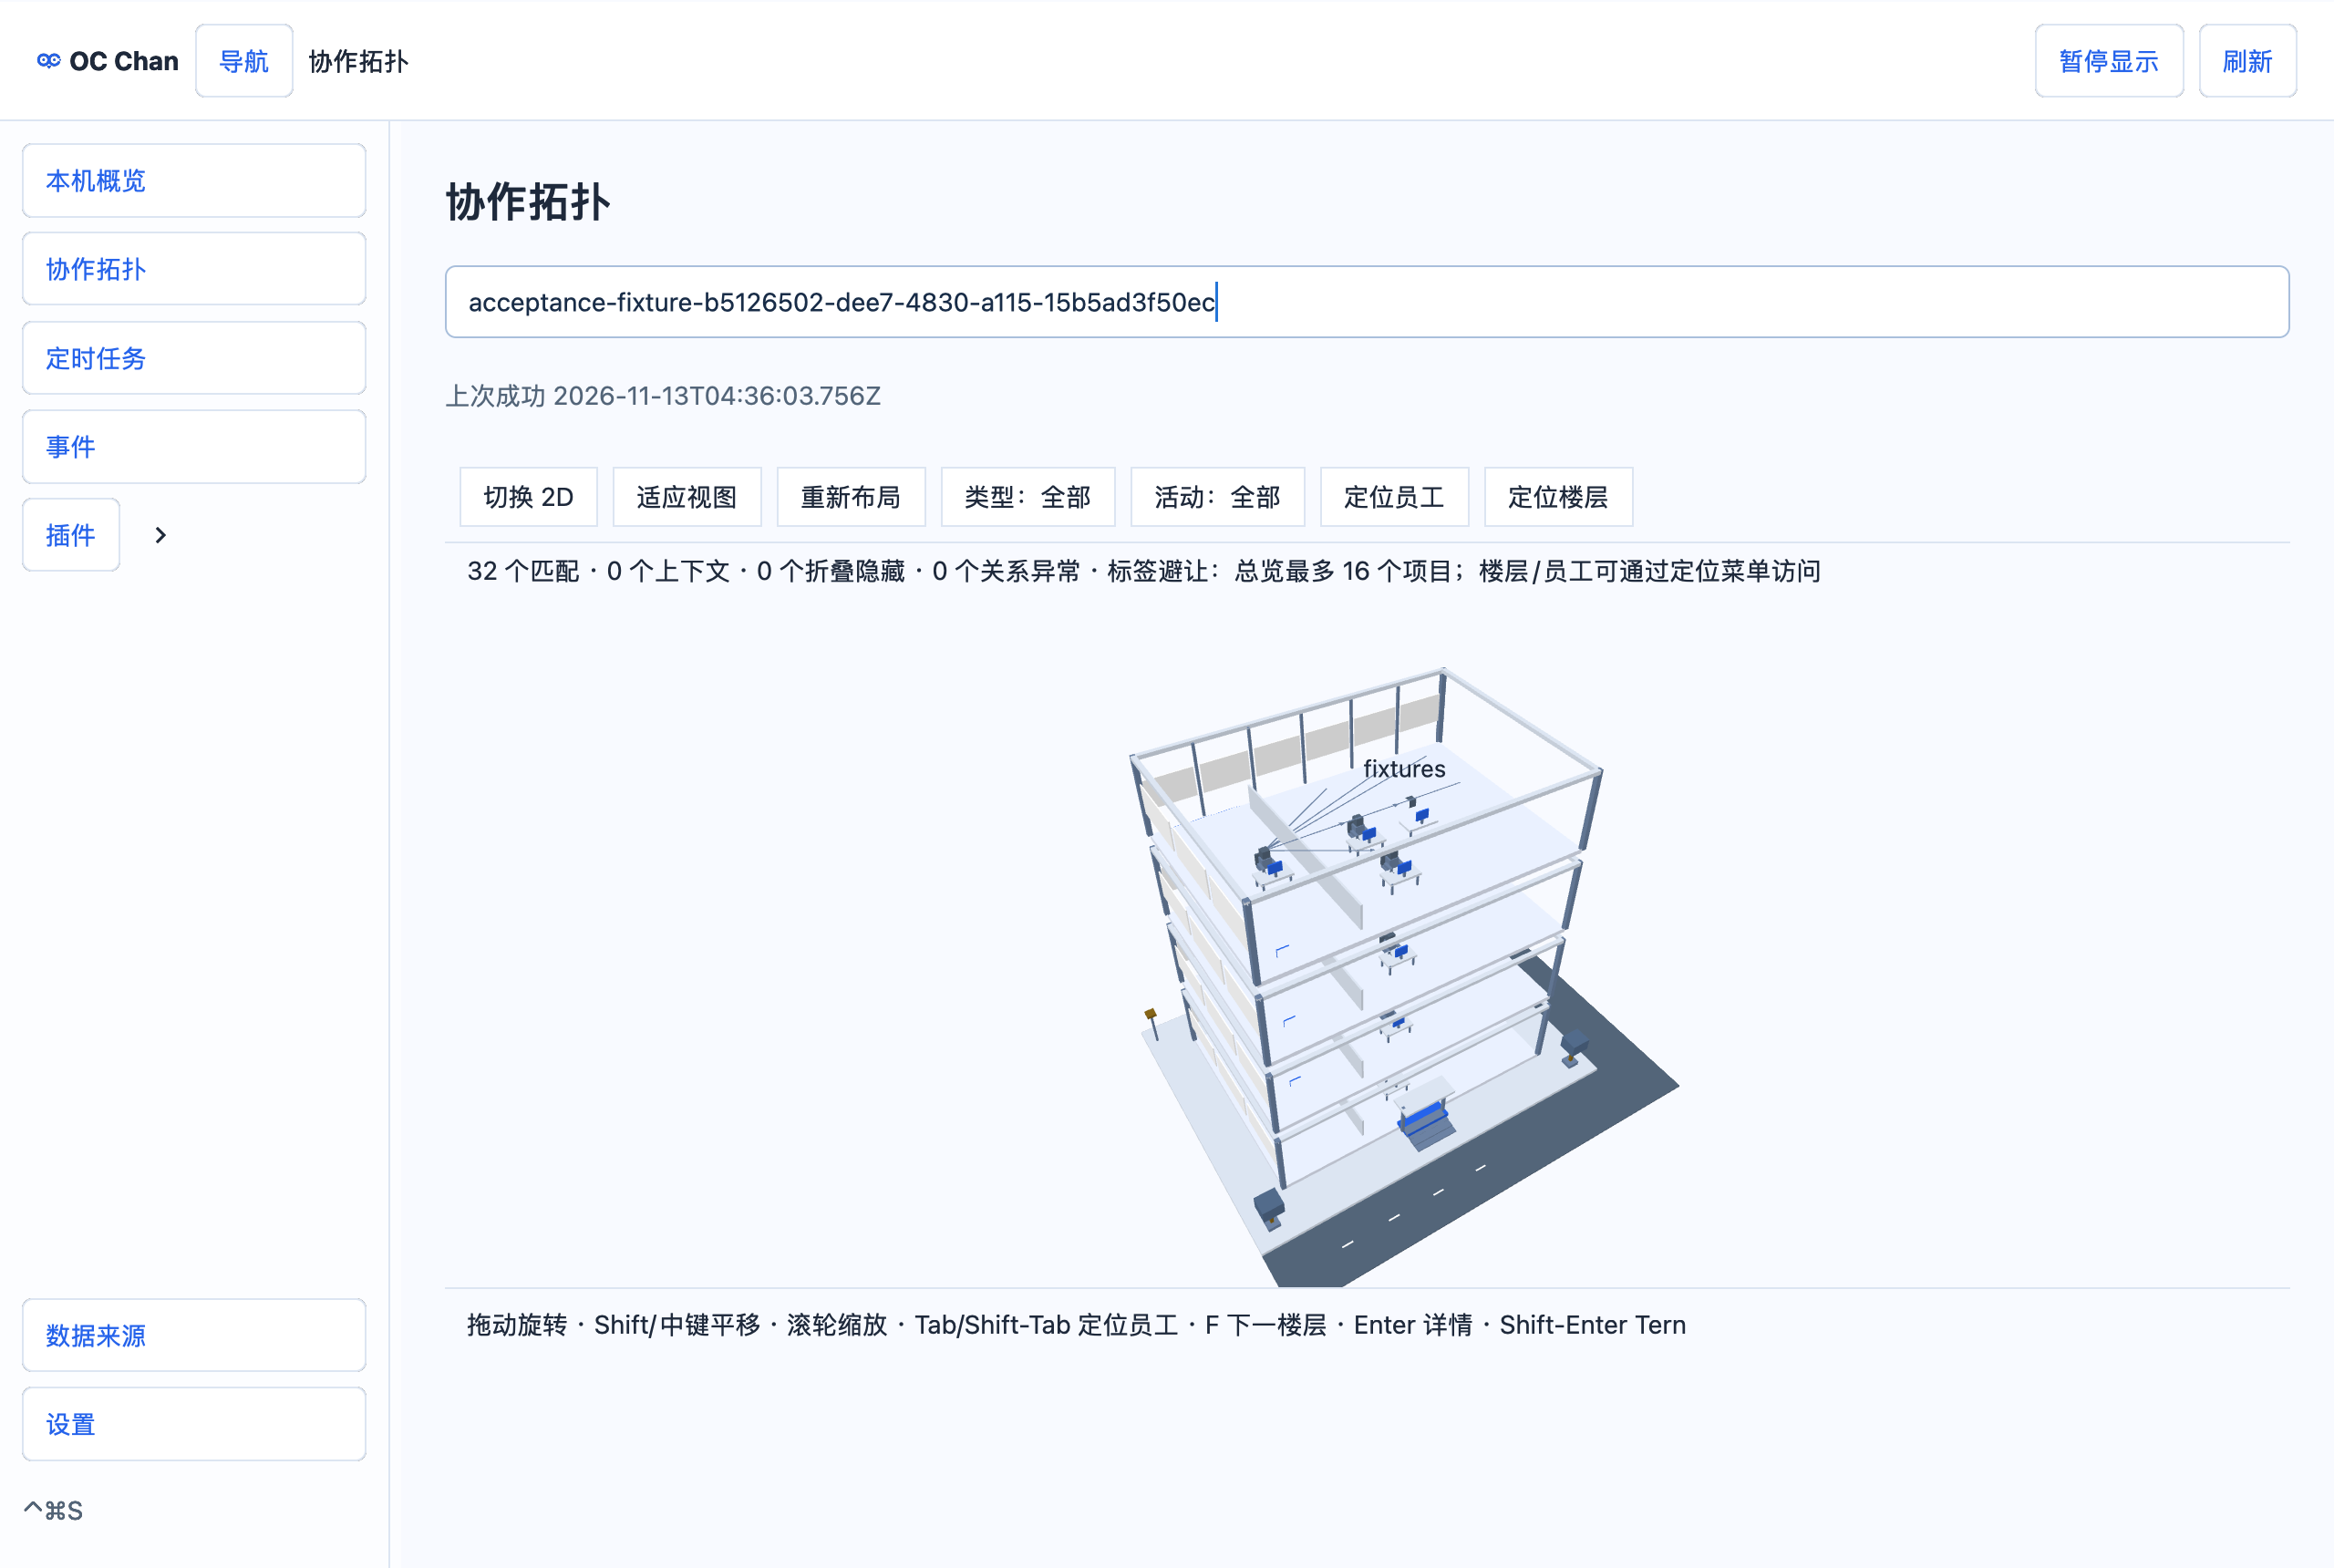 OC Chan 导航 协作拓扑 暂停显示 刷新
本机概览
协作拓扑
定时任务
事件
插件
数据来源
设置
^⌘S
协作拓扑
acceptance-fixture-b5126502-dee7-4830-a115-15b5ad3f50ec
上次成功 2026-11-13T04:36:03.756Z
切换 2D 适应视图 重新布局 类型：全部 活动：全部 定位员工 定位楼层
32 个匹配 · 0 个上下文 · 0 个折叠隐藏 · 0 个关系异常 · 标签避让：总览最多 16 个项目；楼层/员工可通过定位菜单访问
fixtures
拖动旋转 · Shift/中键平移 · 滚轮缩放 · Tab/Shift-Tab 定位员工 · F 下一楼层 · Enter 详情 · Shift-Enter Tern